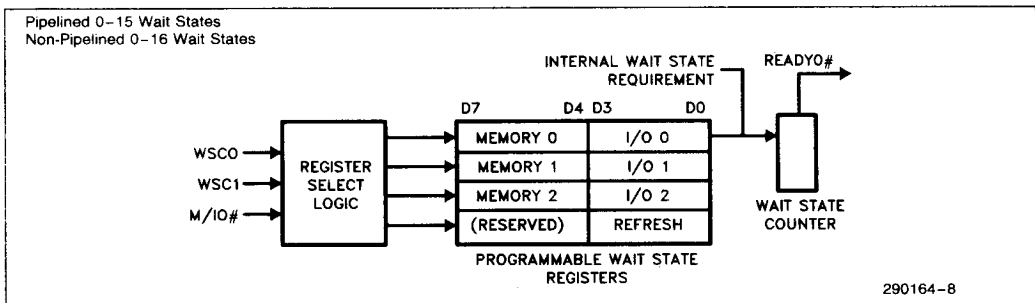 Pipelined 0–15 Wait States
Non-Pipelined 0–16 Wait States
INTERNAL WAIT STATE
REQUIREMENT
READYO#
D7 D4 D3 D0
WSC0
WSC1
M/IO#
REGISTER
SELECT
LOGIC
MEMORY 0 I/O 0
MEMORY 1 I/O 1
MEMORY 2 I/O 2
(RESERVED) REFRESH
WAIT STATE
COUNTER
PROGRAMMABLE WAIT STATE
REGISTERS
290164–8